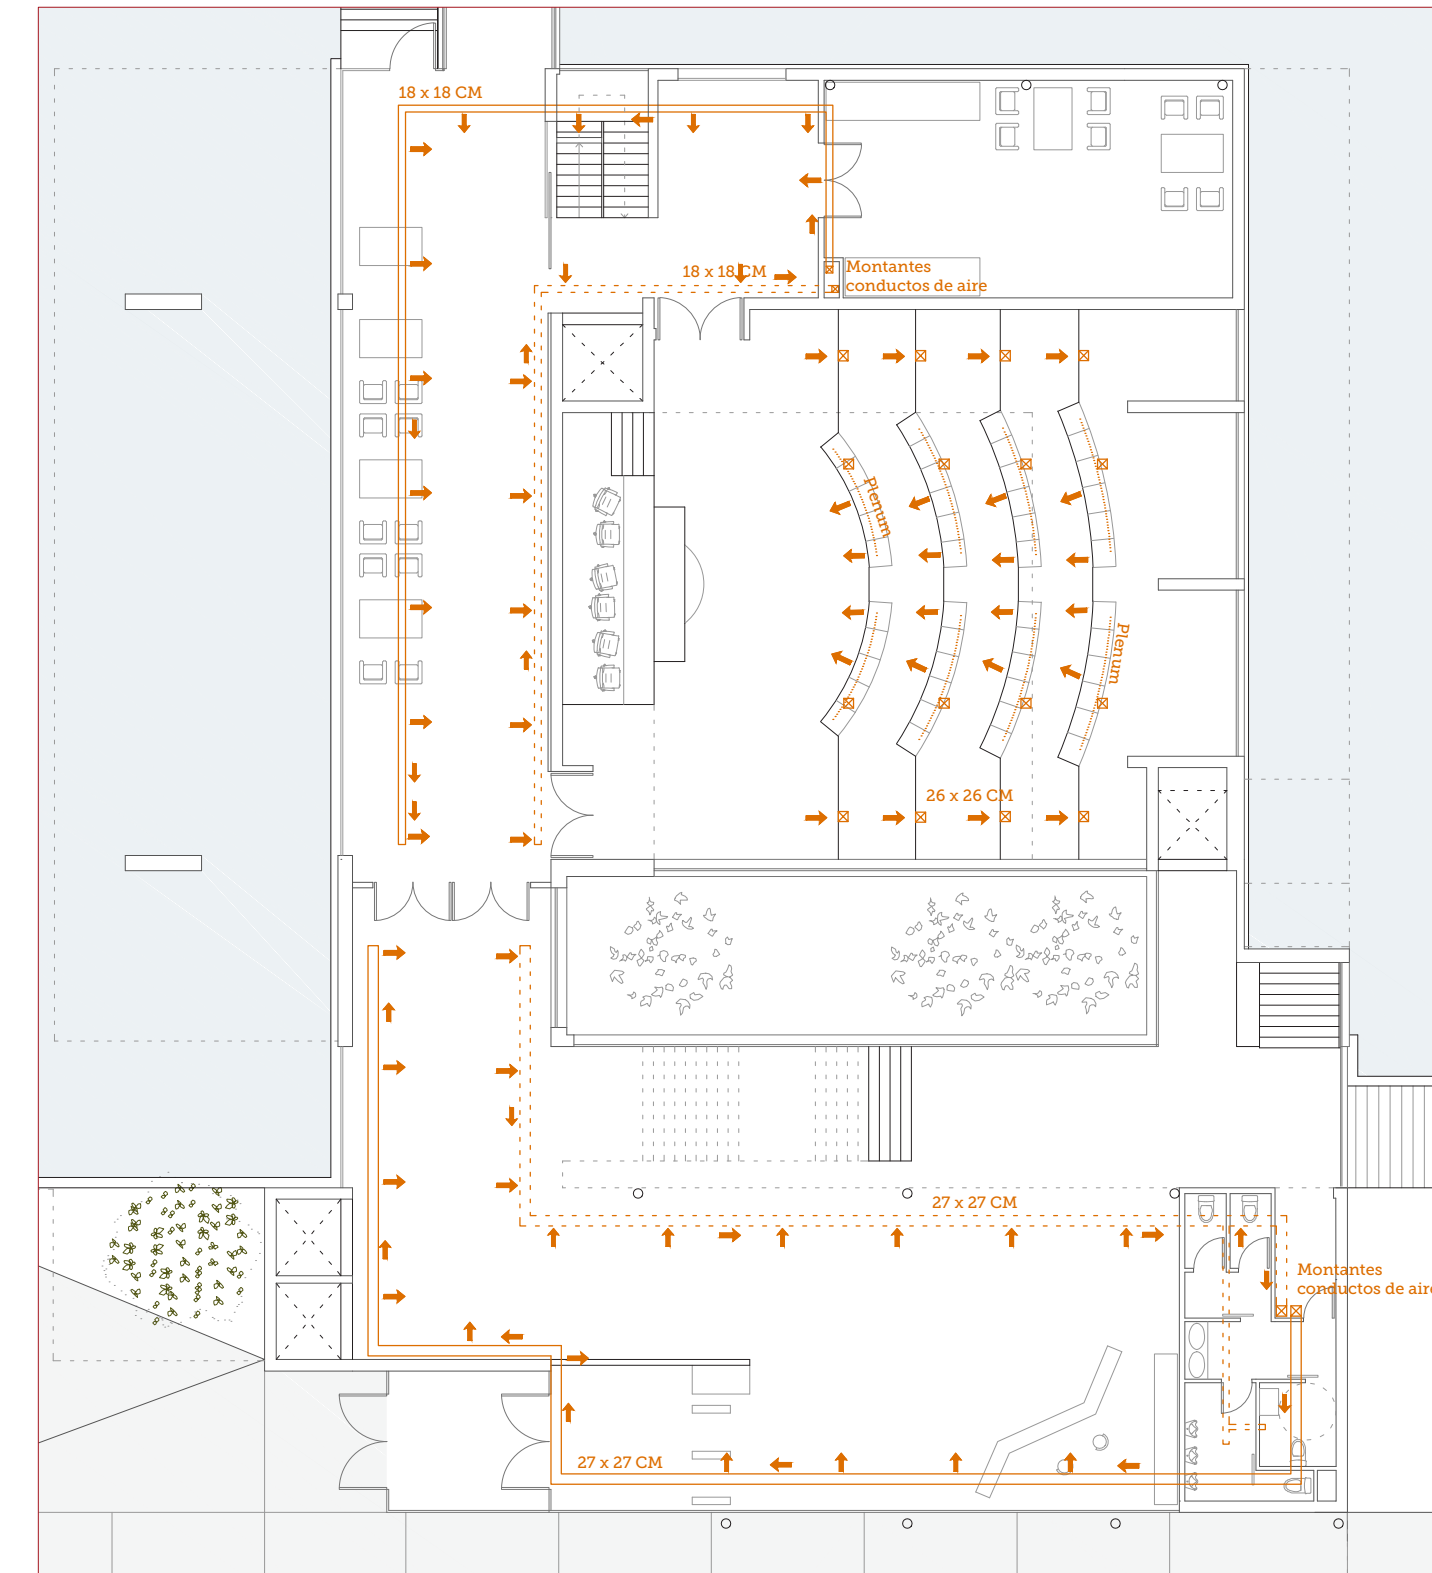 18 x 18 CM
18 x 18 CM
Montantes
conductos de aire
Plenum
Plenum
26 x 26 CM
27 x 27 CM
Montantes
conductos de aire
27 x 27 CM